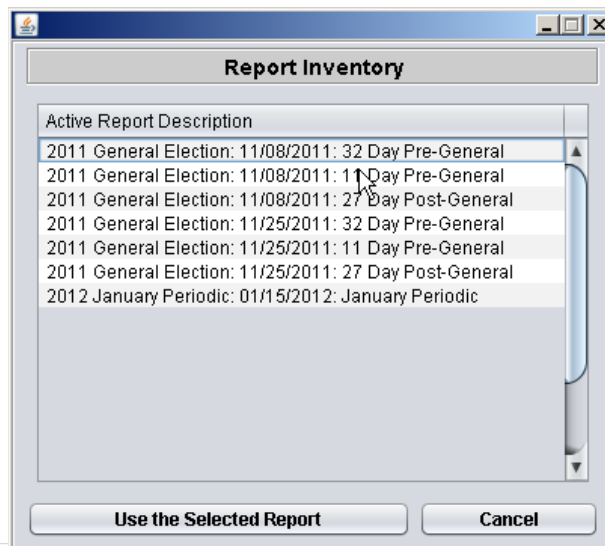 Report Inventory
Active Report Description
2011 General Election: 11/08/2011: 32 Day Pre-General
2011 General Election: 11/08/2011: 11 Day Pre-General
2011 General Election: 11/08/2011: 27 Day Post-General
2011 General Election: 11/25/2011: 32 Day Pre-General
2011 General Election: 11/25/2011: 11 Day Pre-General
2011 General Election: 11/25/2011: 27 Day Post-General
2012 January Periodic: 01/15/2012: January Periodic
Use the Selected Report Cancel